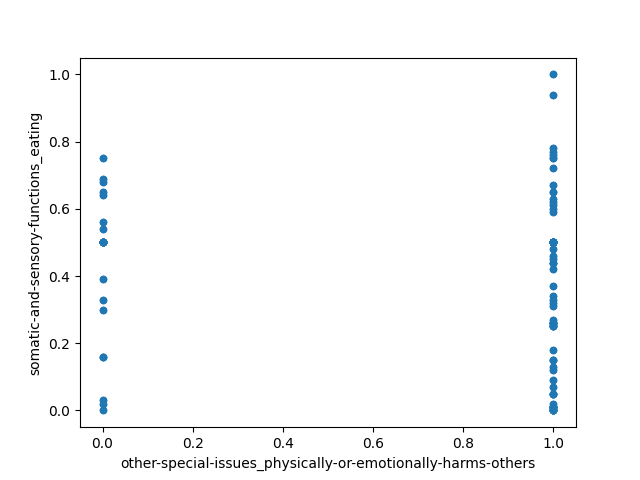 1.0
0.8
0.6
0.4
0.2
0.0
somatic-and-sensory-functions_eating
0.0 0.2 0.4 0.6 0.8 1.0
other-special-issues_physically-or-emotionally-harms-others